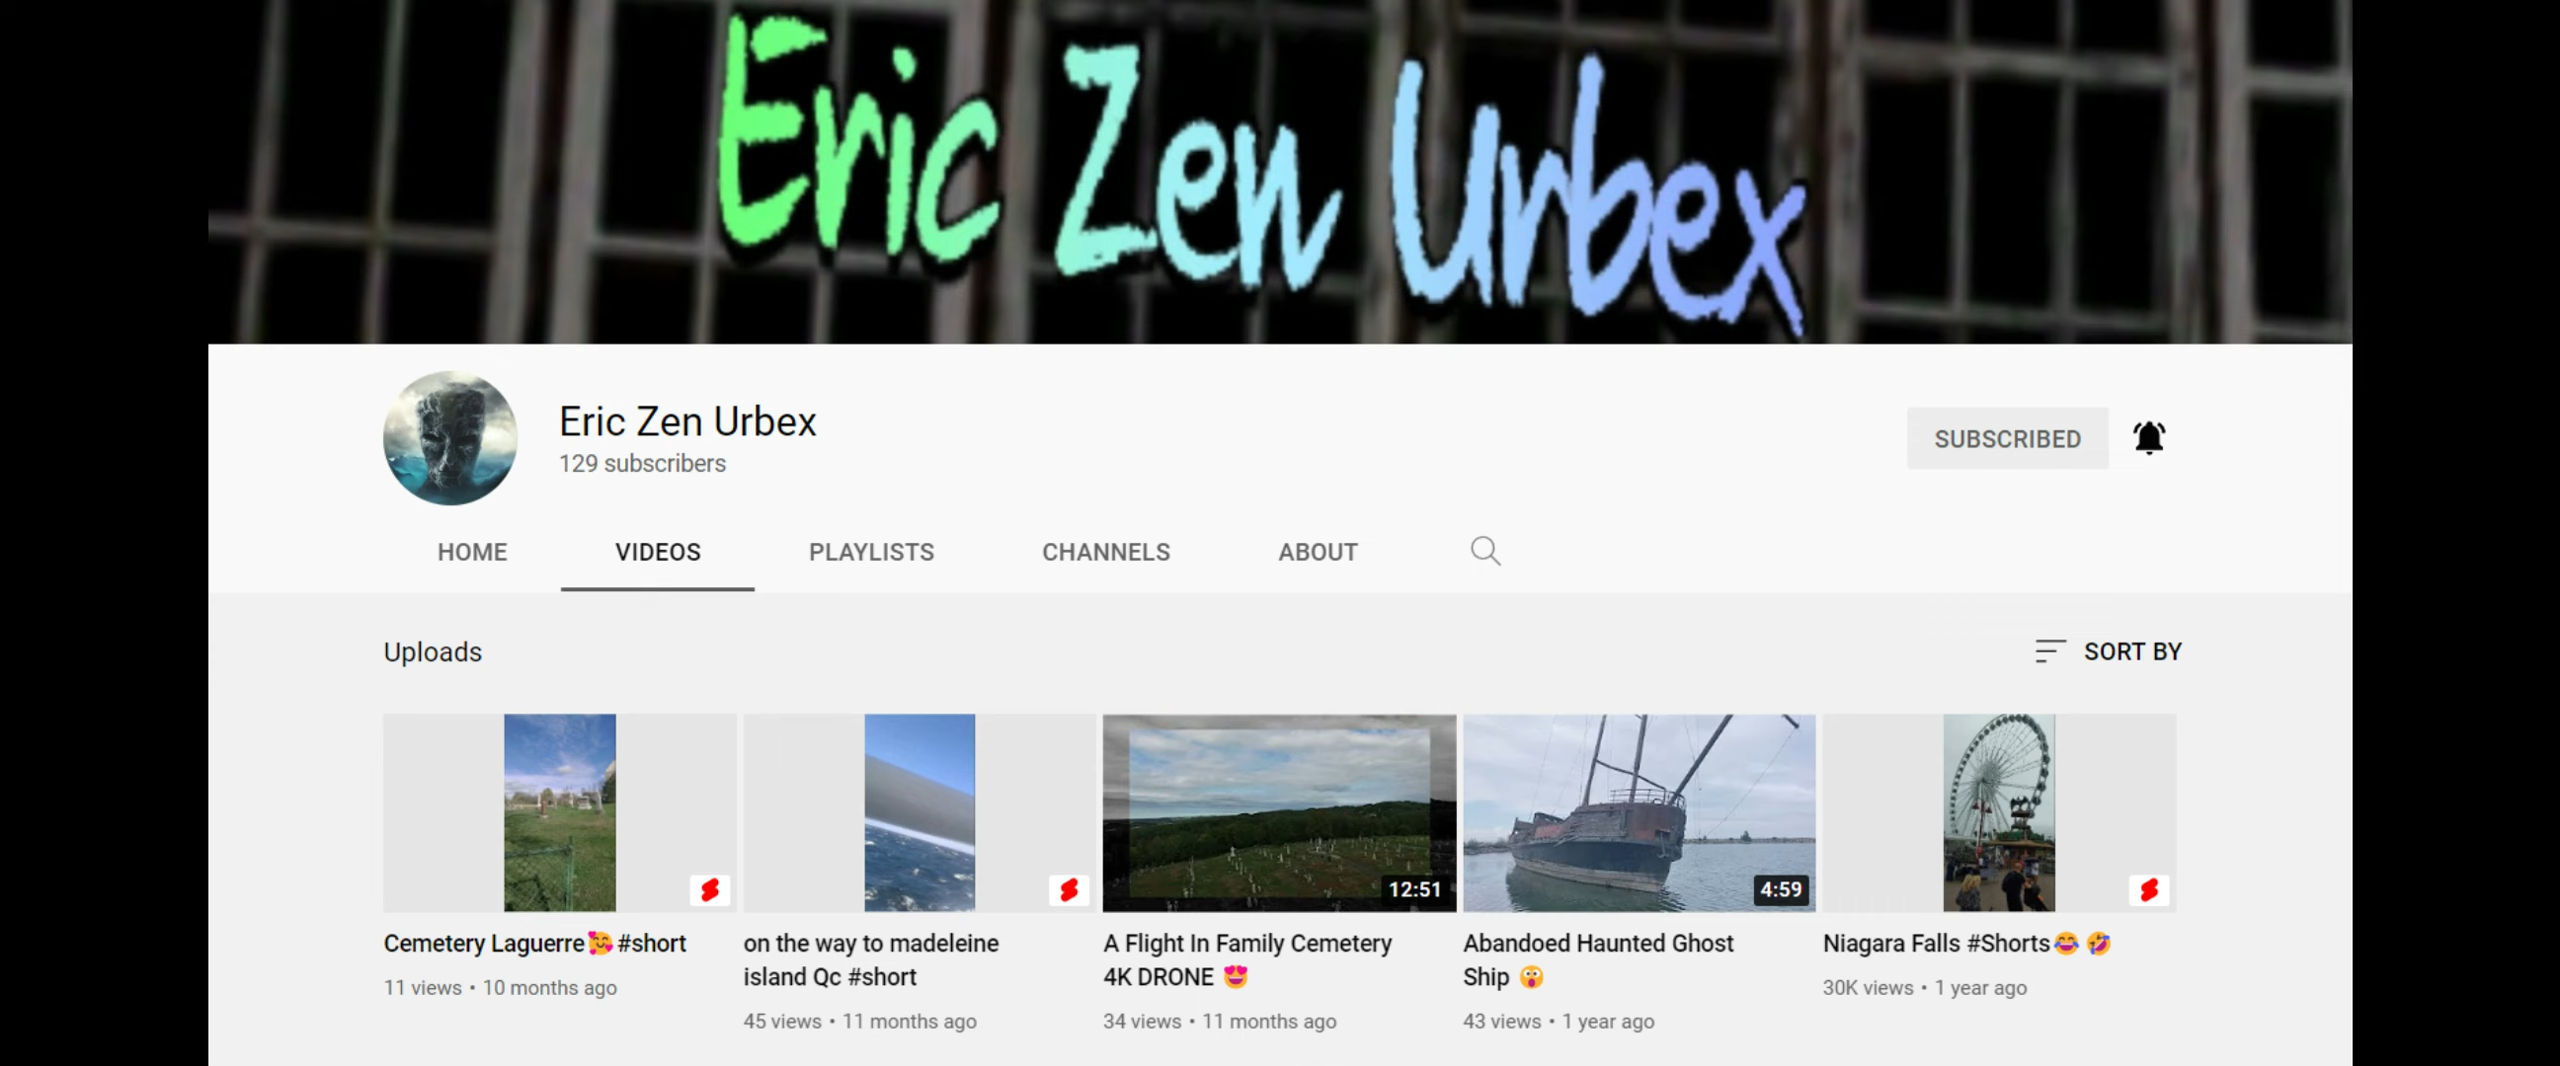 Eric Zen Urbex
Eric Zen Urbex
129 subscribers
SUBSCRIBED
HOME
VIDEOS
PLAYLISTS
CHANNELS
ABOUT
Uploads
SORT BY
12:51
4:59
Cemetery Laguerre🥰#short
11 views • 10 months ago
on the way to madeleine
island Qc #short
45 views • 11 months ago
A Flight In Family Cemetery
4K DRONE 😍
34 views • 11 months ago
Abandoed Haunted Ghost
Ship 😲
43 views • 1 year ago
Niagara Falls #Shorts😂🤣
30K views • 1 year ago